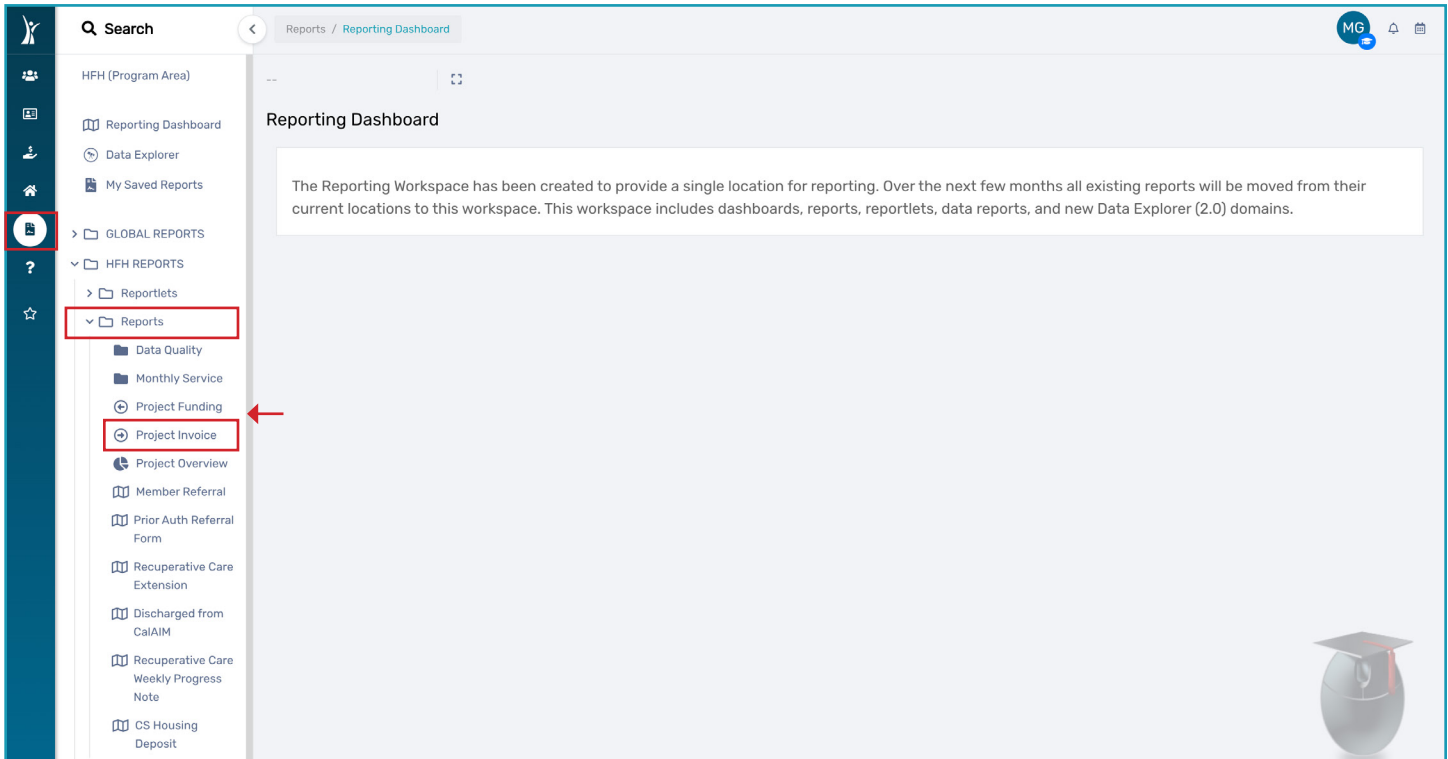 Search
Reports / Reporting Dashboard
MG
HFH (Program Area)
--
Reporting Dashboard
Data Explorer
My Saved Reports
GLOBAL REPORTS
HFH REPORTS
Reportlets
Reports
Data Quality
Monthly Service
Project Funding
Project Invoice
Project Overview
Member Referral
Prior Auth Referral
Form
Recuperative Care
Extension
Discharged from
CalAIM
Recuperative Care
Weekly Progress
Note
CS Housing
Deposit
Reporting Dashboard
The Reporting Workspace has been created to provide a single location for reporting. Over the next few months all existing reports will be moved from their
current locations to this workspace. This workspace includes dashboards, reports, reportlets, data reports, and new Data Explorer (2.0) domains.